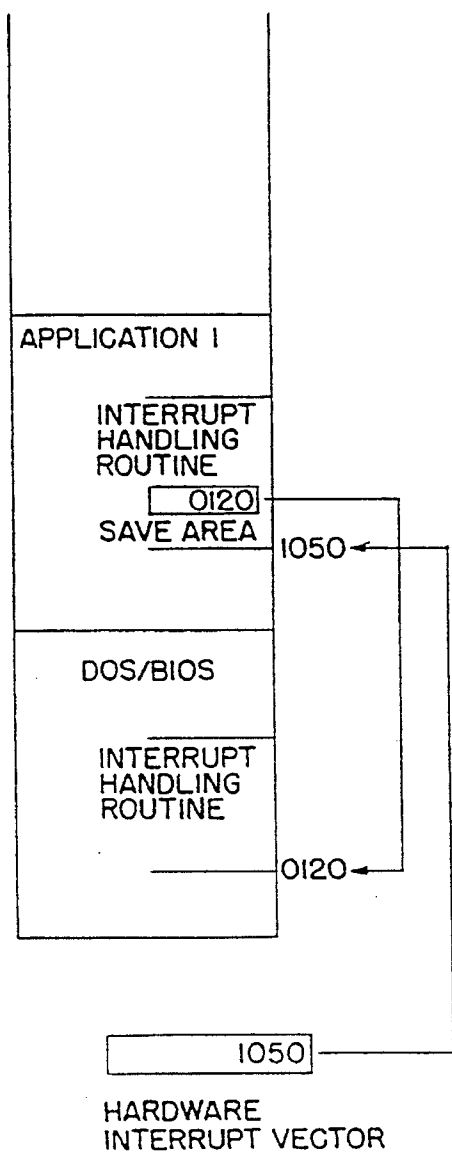 APPLICATION 1
INTERRUPT
HANDLING
ROUTINE
0120
SAVE AREA
1050
DOS/BIOS
INTERRUPT
HANDLING
ROUTINE
0120
1050
HARDWARE
INTERRUPT VECTOR